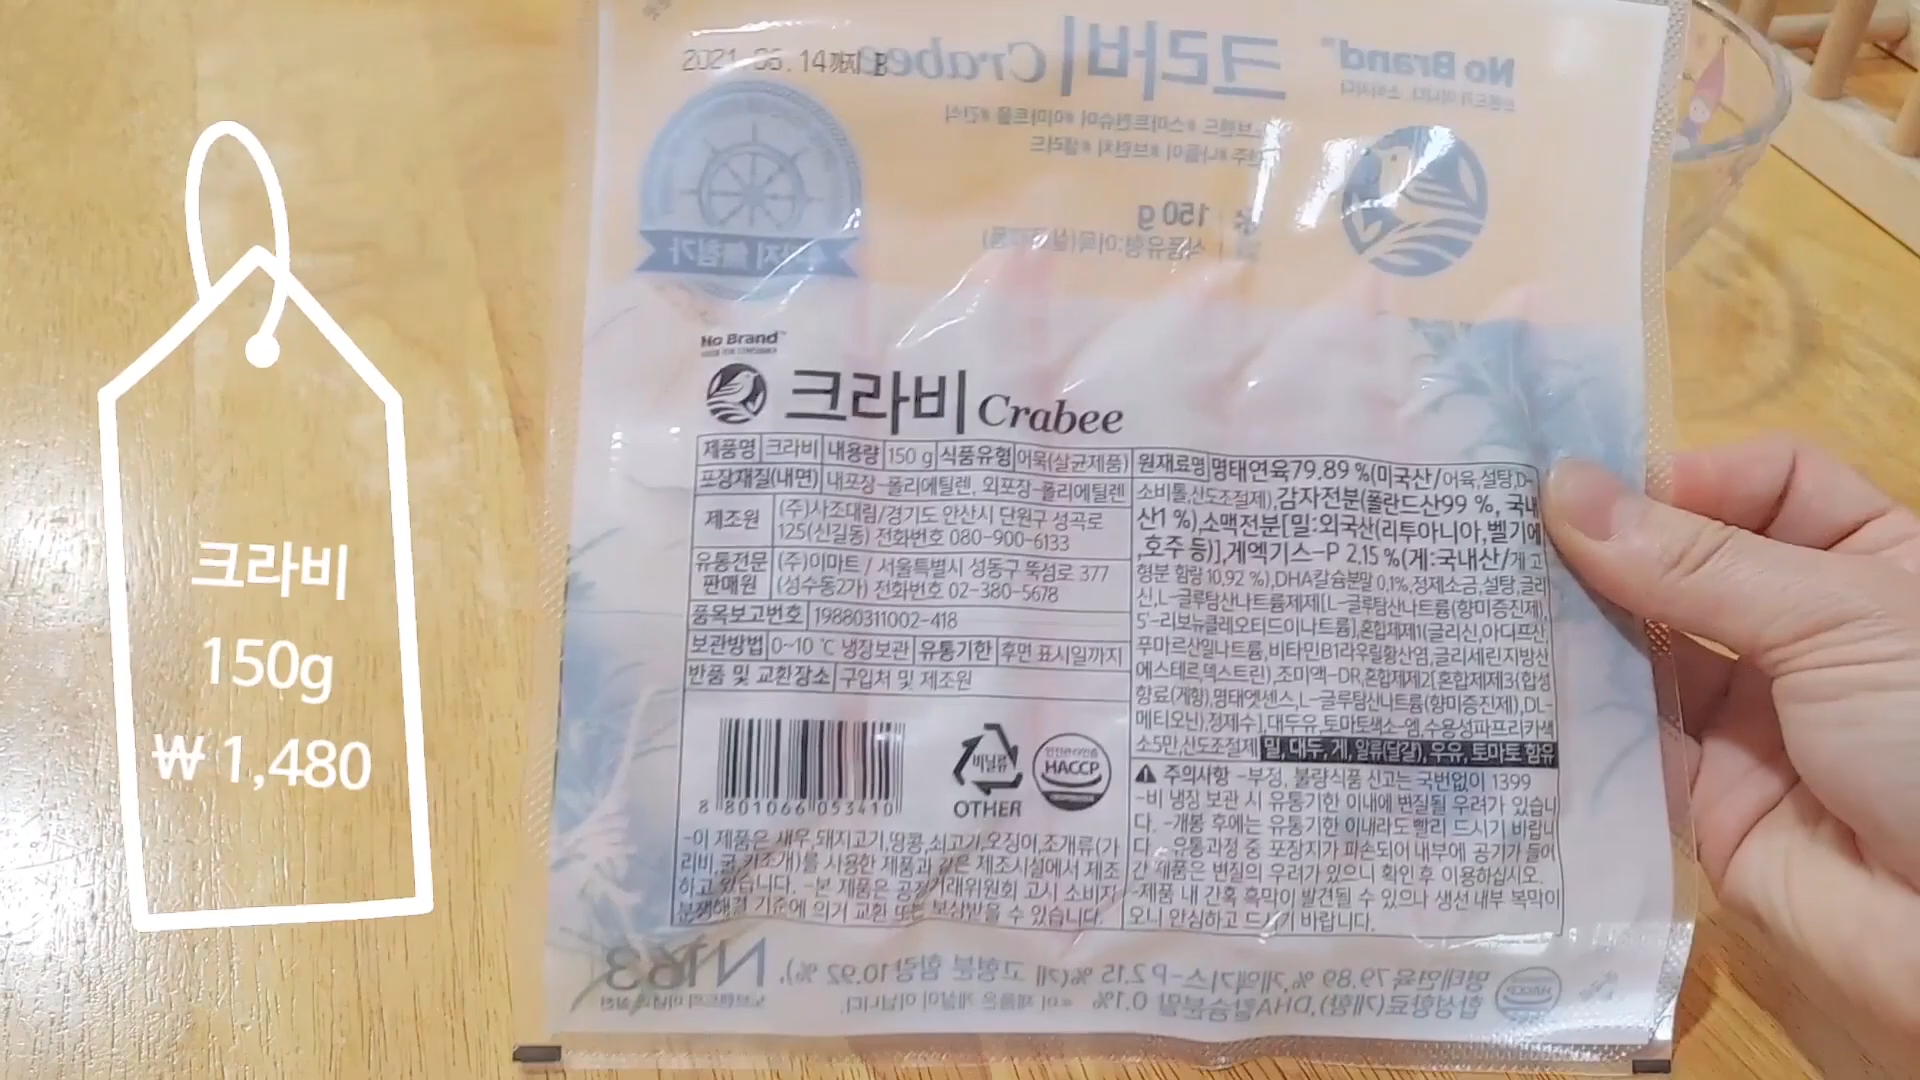 크라비
150g
₩1,480
14까지
No Brand
크라비 Crabee
150 g
No Brand
크라비 Crabee
제품명 크라비 내용량 150 g 식품유형 어묵(살균제품)
포장재질(내면) 내포장-폴리에틸렌, 외포장-폴리에틸렌
제조원 (주)사조대림/경기도 안산시 단원구 성곡로
125(신길동) 전화번호 080-900-6133
유통전문 판매원 (주)이마트 / 서울특별시 성동구 뚝섬로 377
(성수동2가) 전화번호 02-380-5678
품목보고번호 19880311002-418
보관방법 0~10 ℃ 냉장보관 유통기한 후면 표시일까지
반품 및 교환장소 구입처 및 제조원
8 801066 053410
비닐류
OTHER
HACCP
-이 제품은 새우,돼지고기,땅콩,쇠고기,오징어,조개류(가
리비,굴,키조개)를 사용한 제품과 같은 제조시설에서 제조
하고 있습니다. -본 제품은 공정거래위원회 고시 소비자
분쟁해결 기준에 의거 교환 또는 보상받을 수 있습니다.
원재료명 명태연육79.89 %(미국산/어육,설탕,D-
소비톨,산도조절제),감자전분(폴란드산99 %, 국내
산1 %),소맥전분[밀:외국산(리투아니아,벨기에
,호주 등)],게엑기스-P 2.15 %(게:국내산/게 고
형분 함량 10.92 %),DHA칼슘분말 0.1%,정제소금,설탕,글리
신,L-글루탐산나트륨제제[L-글루탐산나트륨(향미증진제),
5'-리보뉴클레오티드이나트륨],혼합제제1(글리신,아디프산,
푸마르산일나트륨,비타민B1라우릴황산염,글리세린지방산
에스테르,덱스트린),조미액-DR,혼합제제2[혼합제제3(합성
향료(게향),명태엣센스,L-글루탐산나트륨(향미증진제),DL-
메티오닌),정제수],대두유,토마토색소-엠,수용성파프리카색
소5만,산도조절제 밀, 대두, 게, 알류(달걀), 우유, 토마토 함유
주의사항 -부정, 불량식품 신고는 국번없이 1399
-비 냉장 보관 시 유통기한 이내에 변질될 우려가 있습니
다. -개봉 후에는 유통기한 이내라도 빨리 드시기 바랍니
다. -유통과정 중 포장지가 파손되어 내부에 공기가 들어
간 제품은 변질의 우려가 있으니 확인 후 이용하십시오.
-제품 내 간혹 흑막이 발견될 수 있으나 생선 내부 복막이
오니 안심하고 드시기 바랍니다.